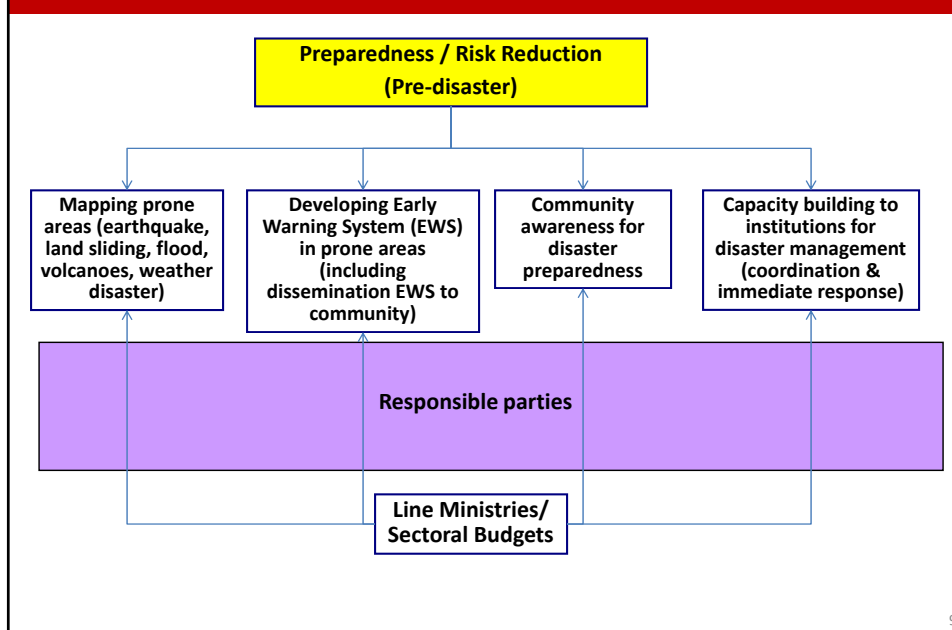 Preparedness / Risk Reduction
(Pre-disaster)
Mapping prone
areas (earthquake,
land sliding, flood,
volcanoes, weather
disaster)
Developing Early
Warning System (EWS)
in prone areas
(including
dissemination EWS to
community)
Community
awareness for
disaster
preparedness
Capacity building to
institutions for
disaster management
(coordination &
immediate response)
Responsible parties
Line Ministries/
Sectoral Budgets
9